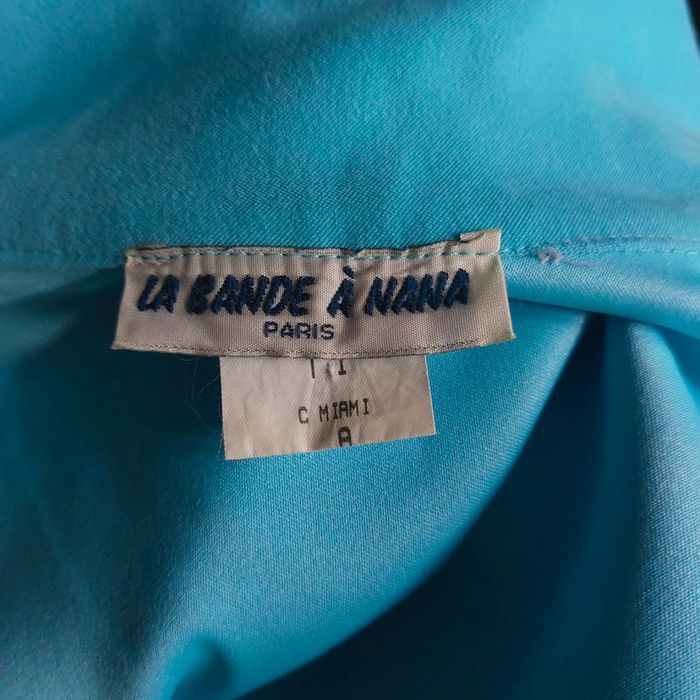 LA BANDE À NANA
PARIS
T 1
C MIAMI